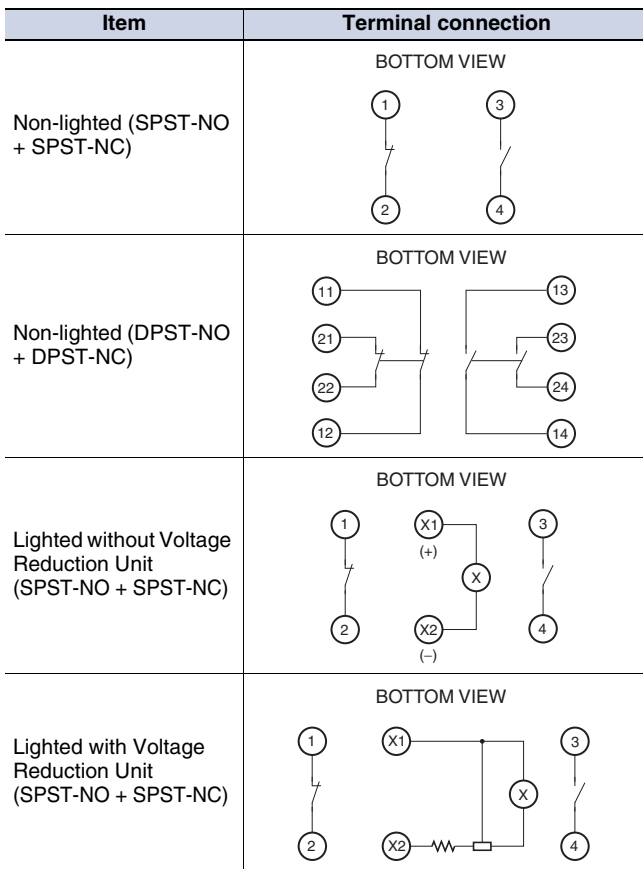 Item
Terminal connection
Non-lighted (SPST-NO
+ SPST-NC)
BOTTOM VIEW
1
3
2
4
Non-lighted (DPST-NO
+ DPST-NC)
BOTTOM VIEW
11
13
21
23
22
24
12
14
Lighted without Voltage
Reduction Unit
(SPST-NO + SPST-NC)
BOTTOM VIEW
1
X1
3
(+)
X
2
X2
4
(−)
Lighted with Voltage
Reduction Unit
(SPST-NO + SPST-NC)
BOTTOM VIEW
1
X1
3
X
2
X2
4